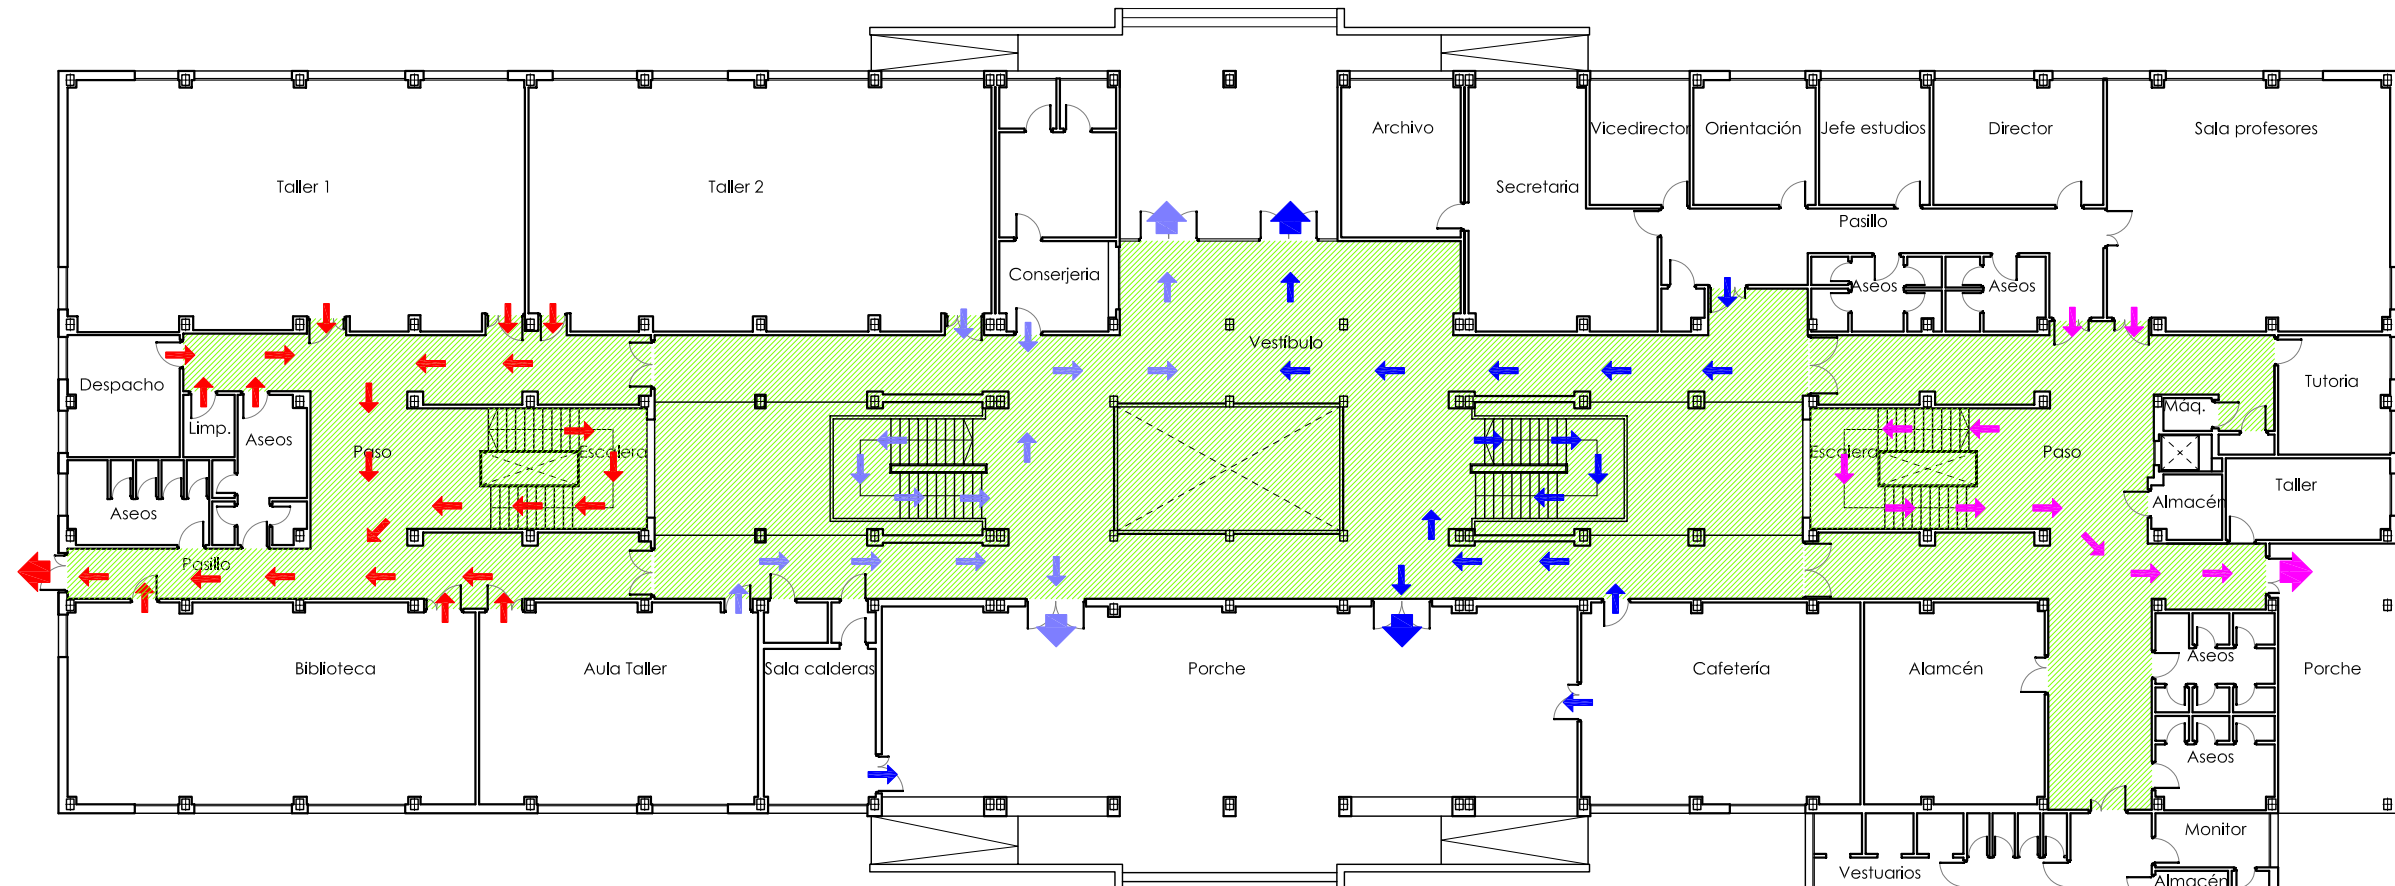 Archivo
Vicedirector
Orientación
Jefe estudios
Director
Sala profesores
Taller 1
Taller 2
Secretaria
Pasillo
Conserjeria
Aseos
Aseos
Vestíbulo
Despacho
Tutoria
Máq.
Limp.
Aseos
Paso
Escalera
Escalera
Paso
Taller
Almacén
Aseos
Pasillo
Biblioteca
Aula Taller
Sala calderas
Porche
Cafetería
Alamcén
Aseos
Porche
Aseos
Monitor
Vestuarios
Almacén